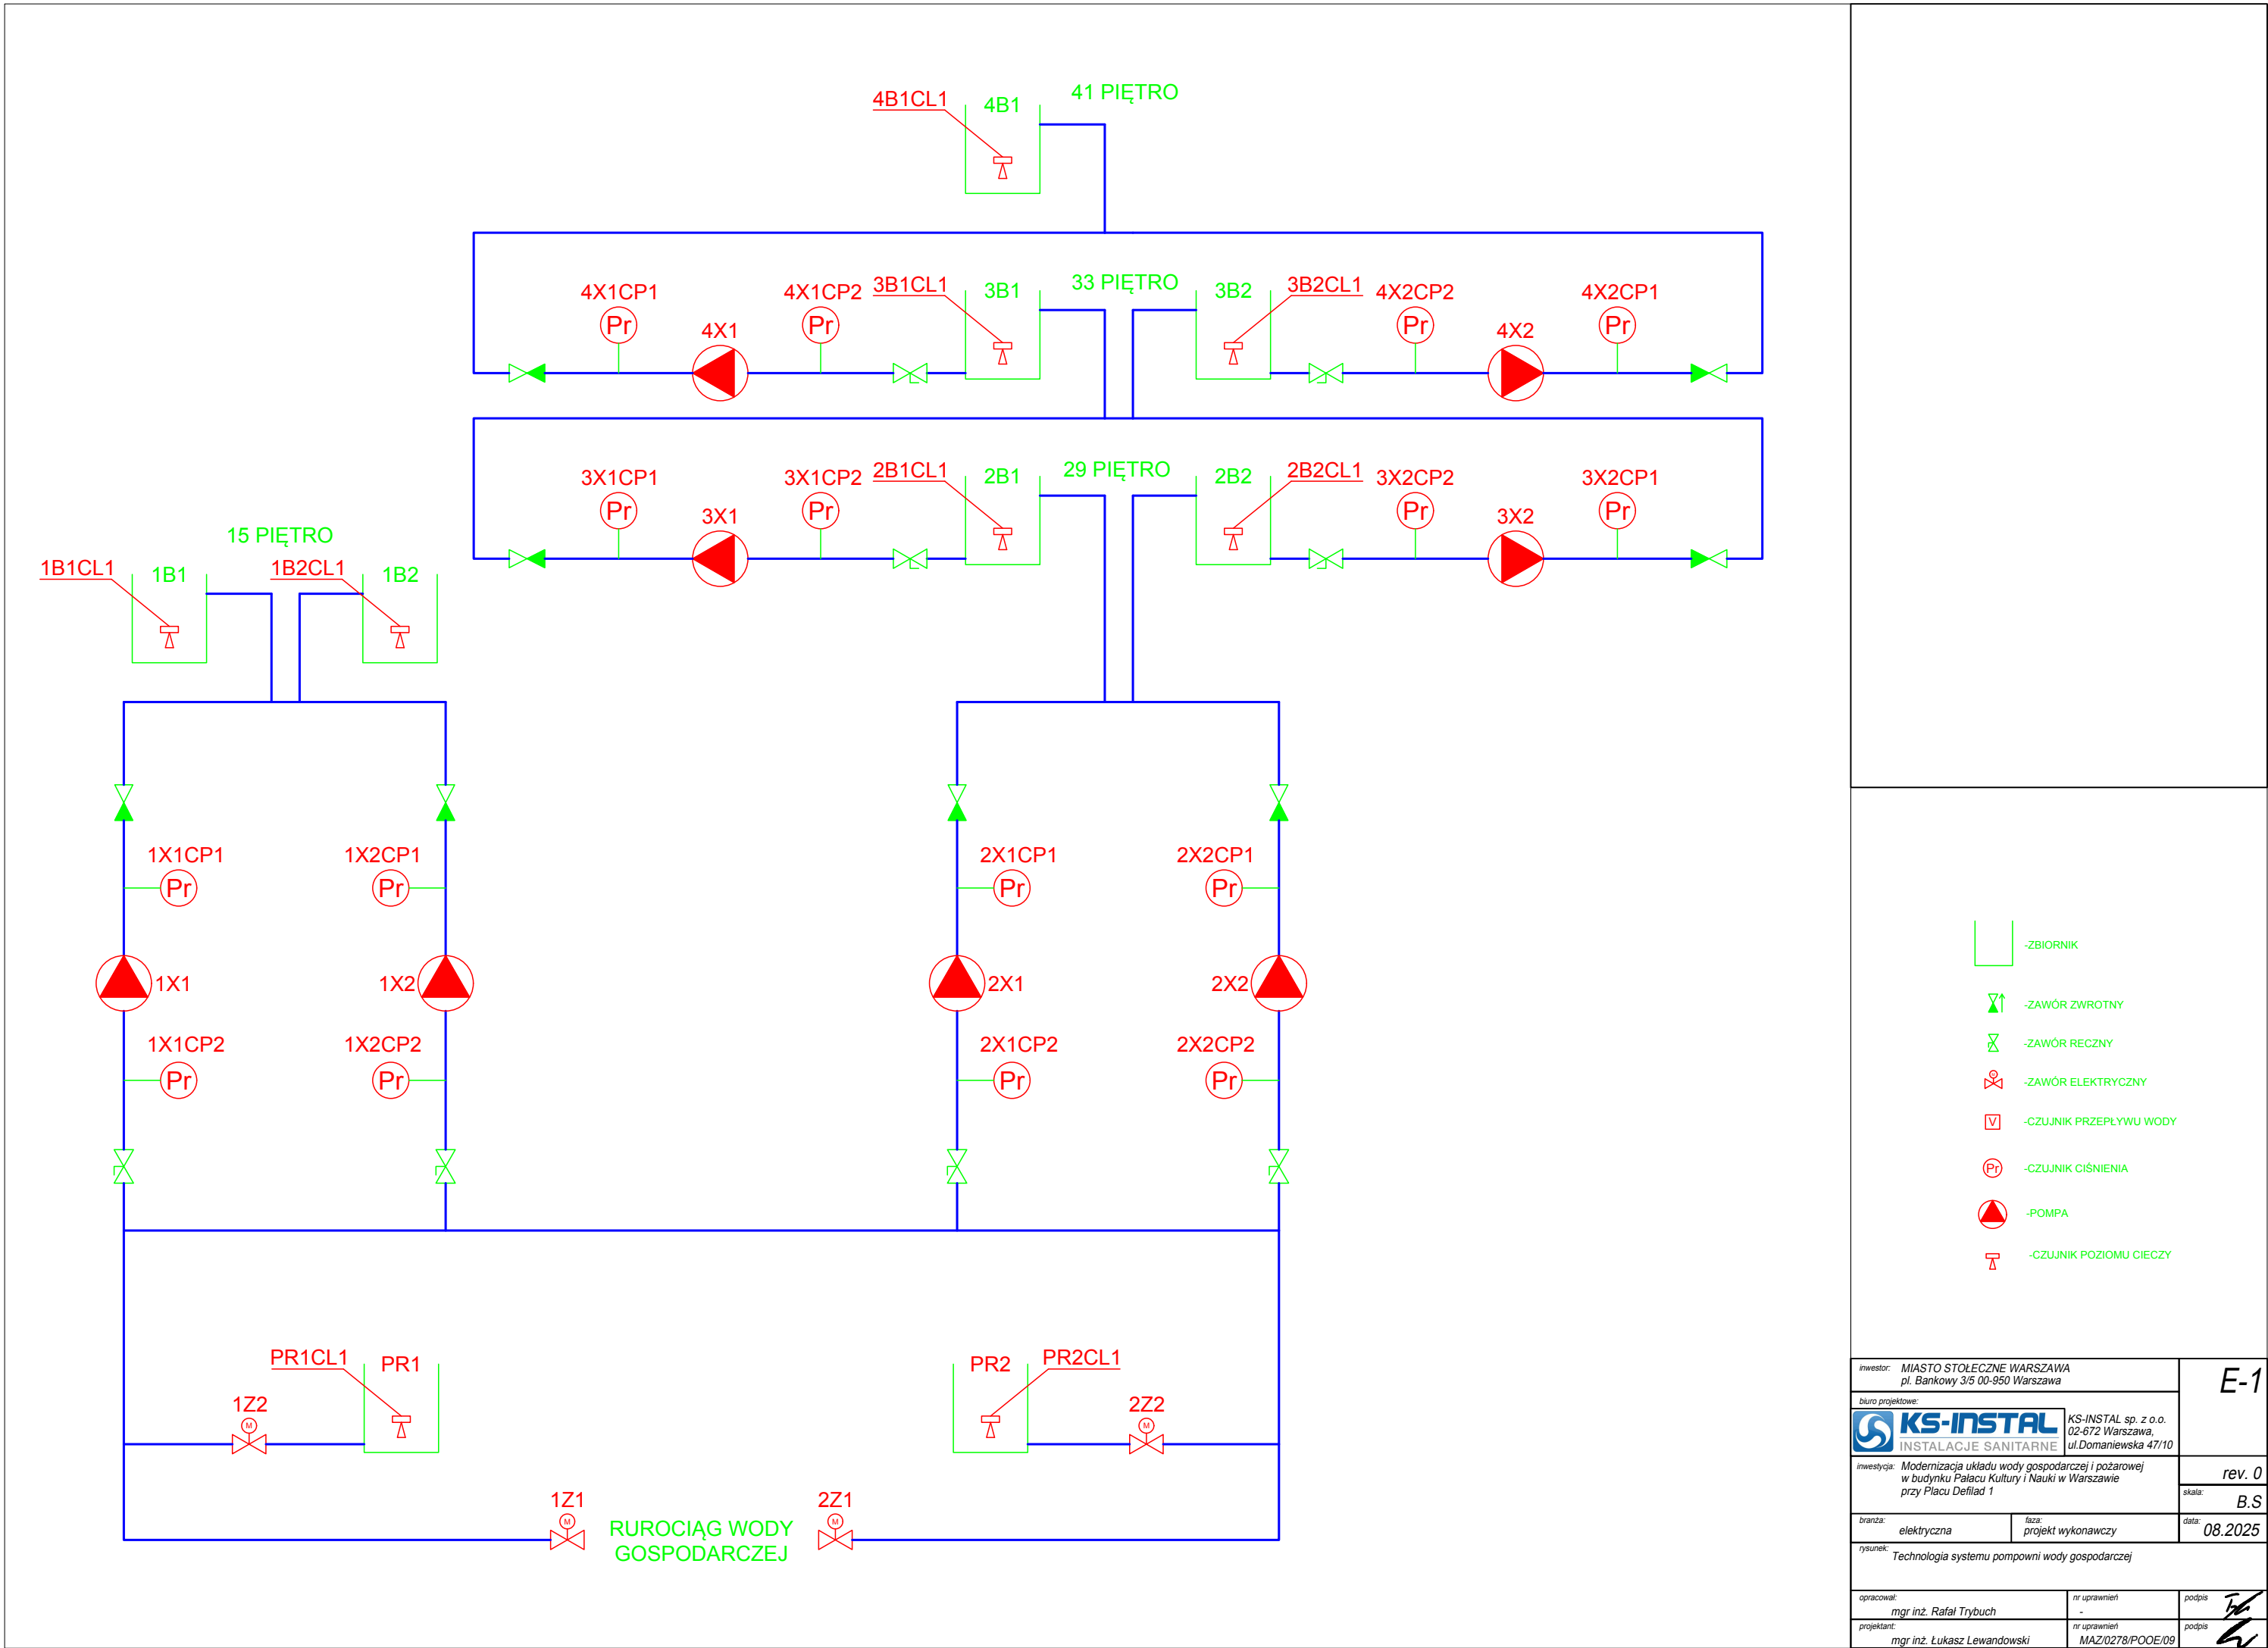 41 PIĘTRO
4B1CL1
4B1
33 PIĘTRO
4X1CP1
Pr
4X1
4X1CP2
Pr
3B1CL1
3B1
3B2
3B2CL1
4X2CP2
Pr
4X2
4X2CP1
Pr
29 PIĘTRO
3X1CP1
Pr
3X1
3X1CP2
Pr
2B1CL1
2B1
2B2
2B2CL1
3X2CP2
Pr
3X2
3X2CP1
Pr
15 PIĘTRO
1B1CL1
1B1
1B2CL1
1B2
1X1CP1
Pr
1X2CP1
Pr
2X1CP1
Pr
2X2CP1
Pr
1X1
1X2
2X1
2X2
1X1CP2
Pr
1X2CP2
Pr
2X1CP2
Pr
2X2CP2
Pr
PR1CL1
PR1
PR2
PR2CL1
1Z2
M
2Z2
M
1Z1
M
2Z1
M
RUROCIĄG WODY
GOSPODARCZEJ
-ZBIORNIK
-ZAWÓR ZWROTNY
-ZAWÓR RECZNY
M
-ZAWÓR ELEKTRYCZNY
V
-CZUJNIK PRZEPŁYWU WODY
Pr
-CZUJNIK CIŚNIENIA
-POMPA
-CZUJNIK POZIOMU CIECZY
inwestor: MIASTO STOŁECZNE WARSZAWA
pl. Bankowy 3/5 00-950 Warszawa
E-1
biuro projektowe:
KS-INSTAL
INSTALACJE SANITARNE
KS-INSTAL sp. z o.o.
02-672 Warszawa,
ul.Domaniewska 47/10
inwestycja: Modernizacja układu wody gospodarczej i pożarowej
w budynku Pałacu Kultury i Nauki w Warszawie
przy Placu Defilad 1
rev. 0
skala:
B.S
branża:
elektryczna
faza:
projekt wykonawczy
data:
08.2025
rysunek:
Technologia systemu pompowni wody gospodarczej
opracował:
mgr inż. Rafał Trybuch
nr uprawnień
-
podpis
projektant:
mgr inż. Łukasz Lewandowski
nr uprawnień
MAZ/0278/POOE/09
podpis